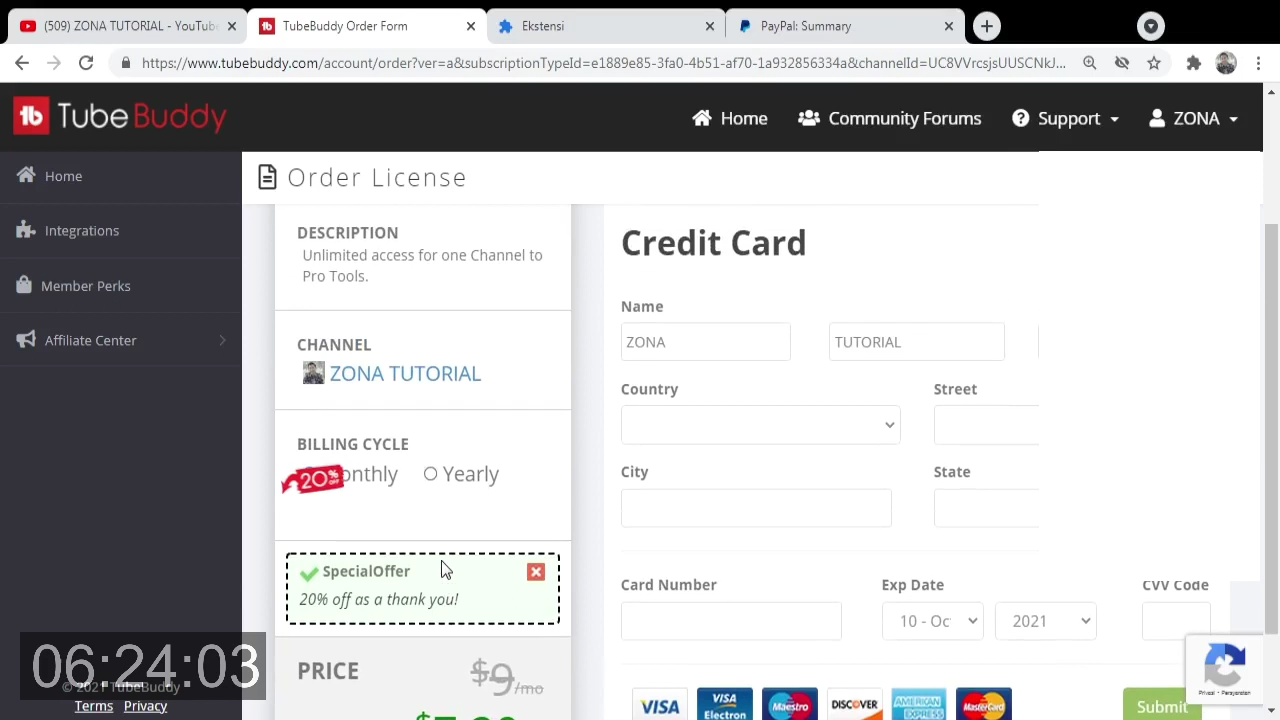 (509) ZONA TUTORIAL - YouTube
TubeBuddy Order Form
Ekstensi
PayPal: Summary
https://www.tubebuddy.com/account/order?ver=a&subscriptionTypeId=e1889e85-3fa0-4b51-af70-1a932856334a&channelId=UC8VVrcsjsUUSCNkJ...
TubeBuddy
Home
Community Forums
Support
ZONA
Home
Integrations
Member Perks
Affiliate Center
© 2021 TubeBuddy
Terms Privacy
06:24:03
Order License
DESCRIPTION
Unlimited access for one Channel to
Pro Tools.
CHANNEL
ZONA TUTORIAL
BILLING CYCLE
20% OFF
onthly
Yearly
SpecialOffer
20% off as a thank you!
PRICE
$9/mo
Credit Card
Name
ZONA
TUTORIAL
Country
Street
City
State
Card Number
Exp Date
CVV Code
10 - Oc
2021
VISA
VISA
Electron
Maestro
DISCOVER
AMERICAN
EXPRESS
MasterCard
Submit
Privasi - Persyaratan